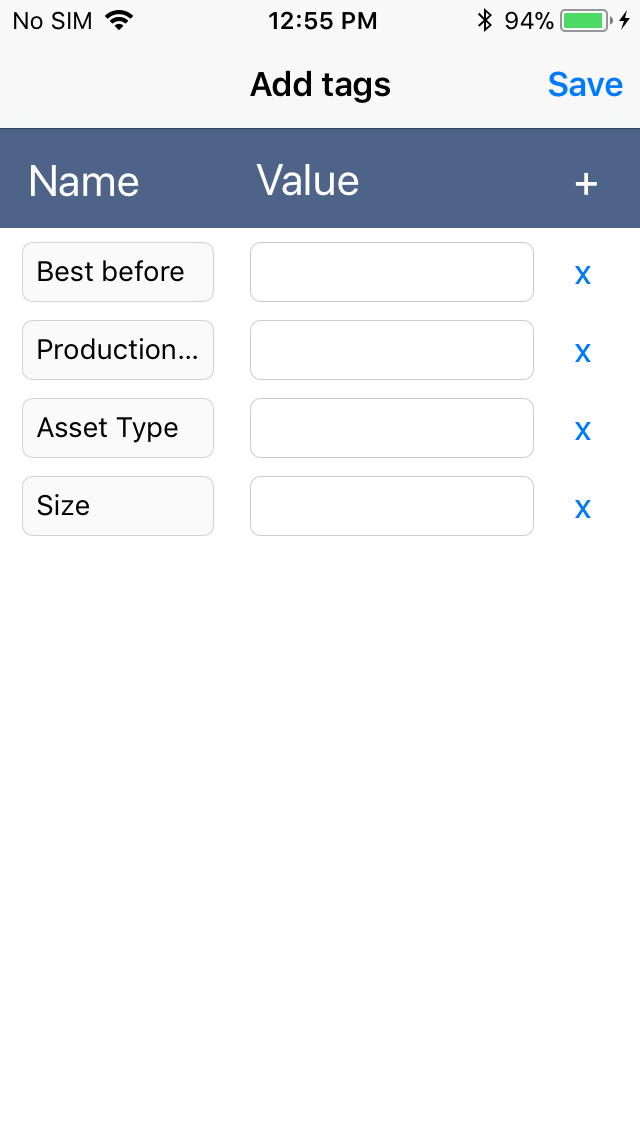 No SIM 12:55 PM 94%
Add tags Save
Name Value +
Best before x
Production... x
Asset Type x
Size x